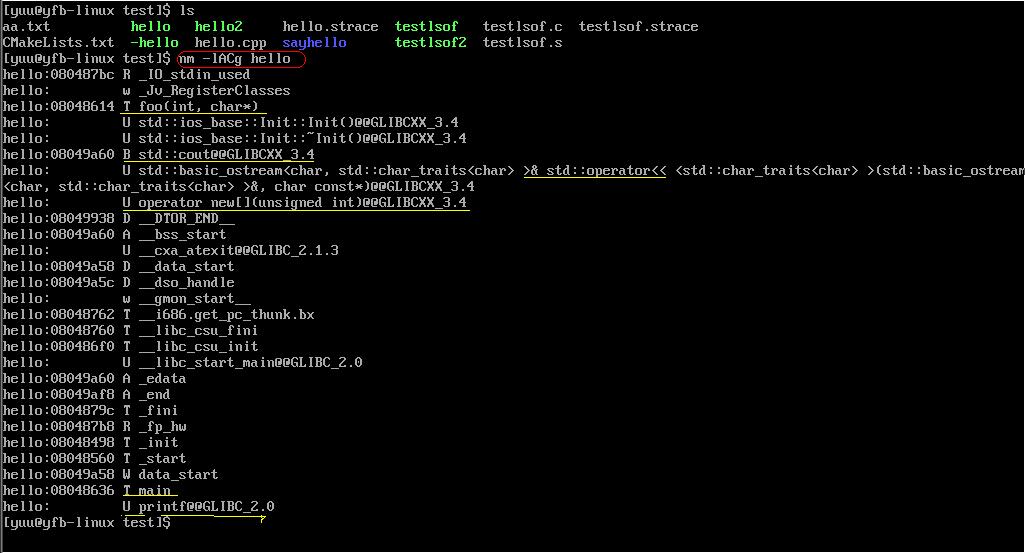 [yuu@yfb-linux test]$ ls
aa.txt hello hello2 hello.strace testlsof testlsof.c testlsof.strace
CMakeLists.txt -hello hello.cpp sayhello testlsof2 testlsof.s
[yuu@yfb-linux test]$ nm -lACg hello
hello:080487bc R _IO_stdin_used
hello: w _Jv_RegisterClasses
hello:08048614 T foo(int, char*)
hello: U std::ios_base::Init::Init()@@GLIBCXX_3.4
hello: U std::ios_base::Init::~Init()@@GLIBCXX_3.4
hello:08049a60 B std::cout@@GLIBCXX_3.4
hello: U std::basic_ostream<char, std::char_traits<char> >& std::operator<< <std::char_traits<char> >(std::basic_ostream
<char, std::char_traits<char> >&, char const*)@@GLIBCXX_3.4
hello: U operator new[](unsigned int)@@GLIBCXX_3.4
hello:08049938 D __DTOR_END__
hello:08049a60 A __bss_start
hello: U __cxa_atexit@@GLIBC_2.1.3
hello:08049a58 D __data_start
hello:08049a5c D __dso_handle
hello: w __gmon_start__
hello:08048762 T __i686.get_pc_thunk.bx
hello:08048760 T __libc_csu_fini
hello:080486f0 T __libc_csu_init
hello: U __libc_start_main@@GLIBC_2.0
hello:08049a60 A _edata
hello:08049af8 A _end
hello:0804879c T _fini
hello:080487b8 R _fp_hw
hello:08048498 T _init
hello:08048560 T _start
hello:08049a58 W data_start
hello:08048636 T main
hello: U printf@@GLIBC_2.0
[yuu@yfb-linux test]$